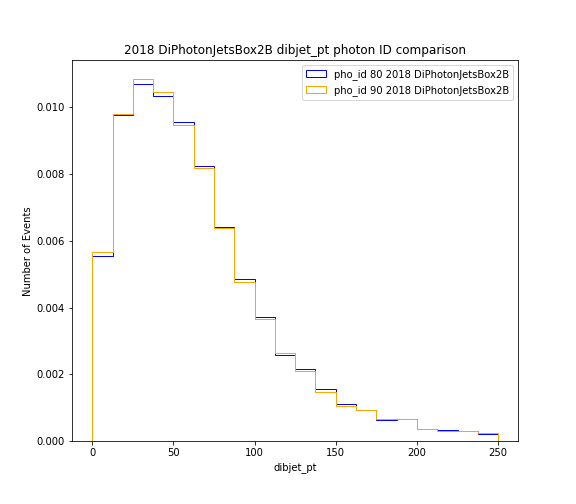 2018 DiPhotonJetsBox2B dibjet_pt photon ID comparison
pho_id 80 2018 DiPhotonJetsBox2B
pho_id 90 2018 DiPhotonJetsBox2B
Number of Events
0.010
0.008
0.006
0.004
0.002
0.000
0 50 100 150 200 250
dibjet_pt